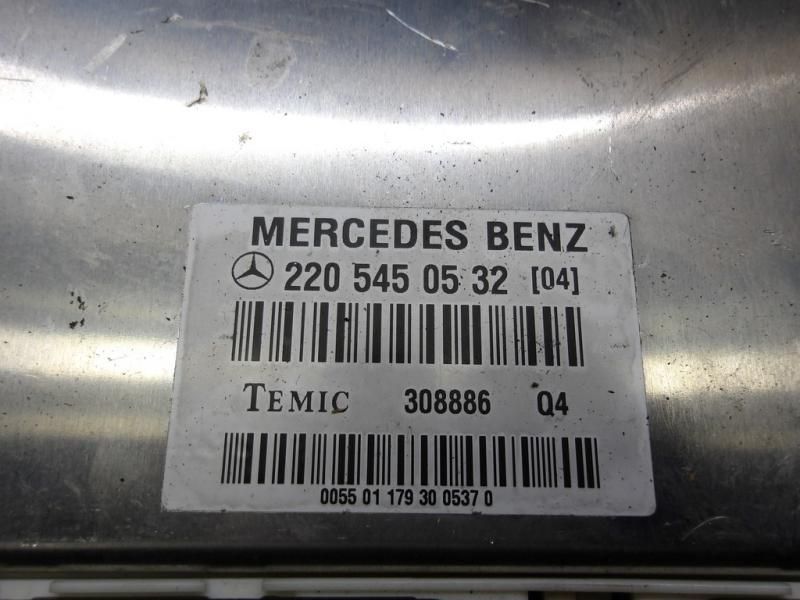 MERCEDES BENZ
220 545 05 32 [04]
TEMIC 308886 Q4
0055 01 179 30 0537 0